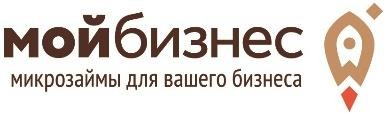 мойбизнес
микрозаймы для вашего бизнеса